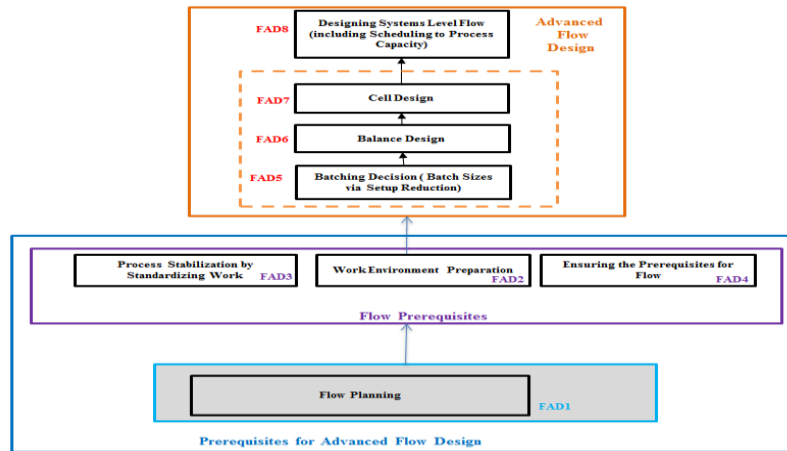 FAD8
Designing Systems Level Flow
(including Scheduling to Process
Capacity)
Advanced
Flow
Design
FAD7
Cell Design
FAD6
Balance Design
FAD5
Batching Decision ( Batch Sizes
via Setup Reduction)
Process Stabilization by
Standardizing Work
FAD3
Work Environment Preparation
FAD2
Ensuring the Prerequisites for
Flow
FAD4
Flow Prerequisites
Flow Planning
FAD1
Prerequisites for Advanced Flow Design